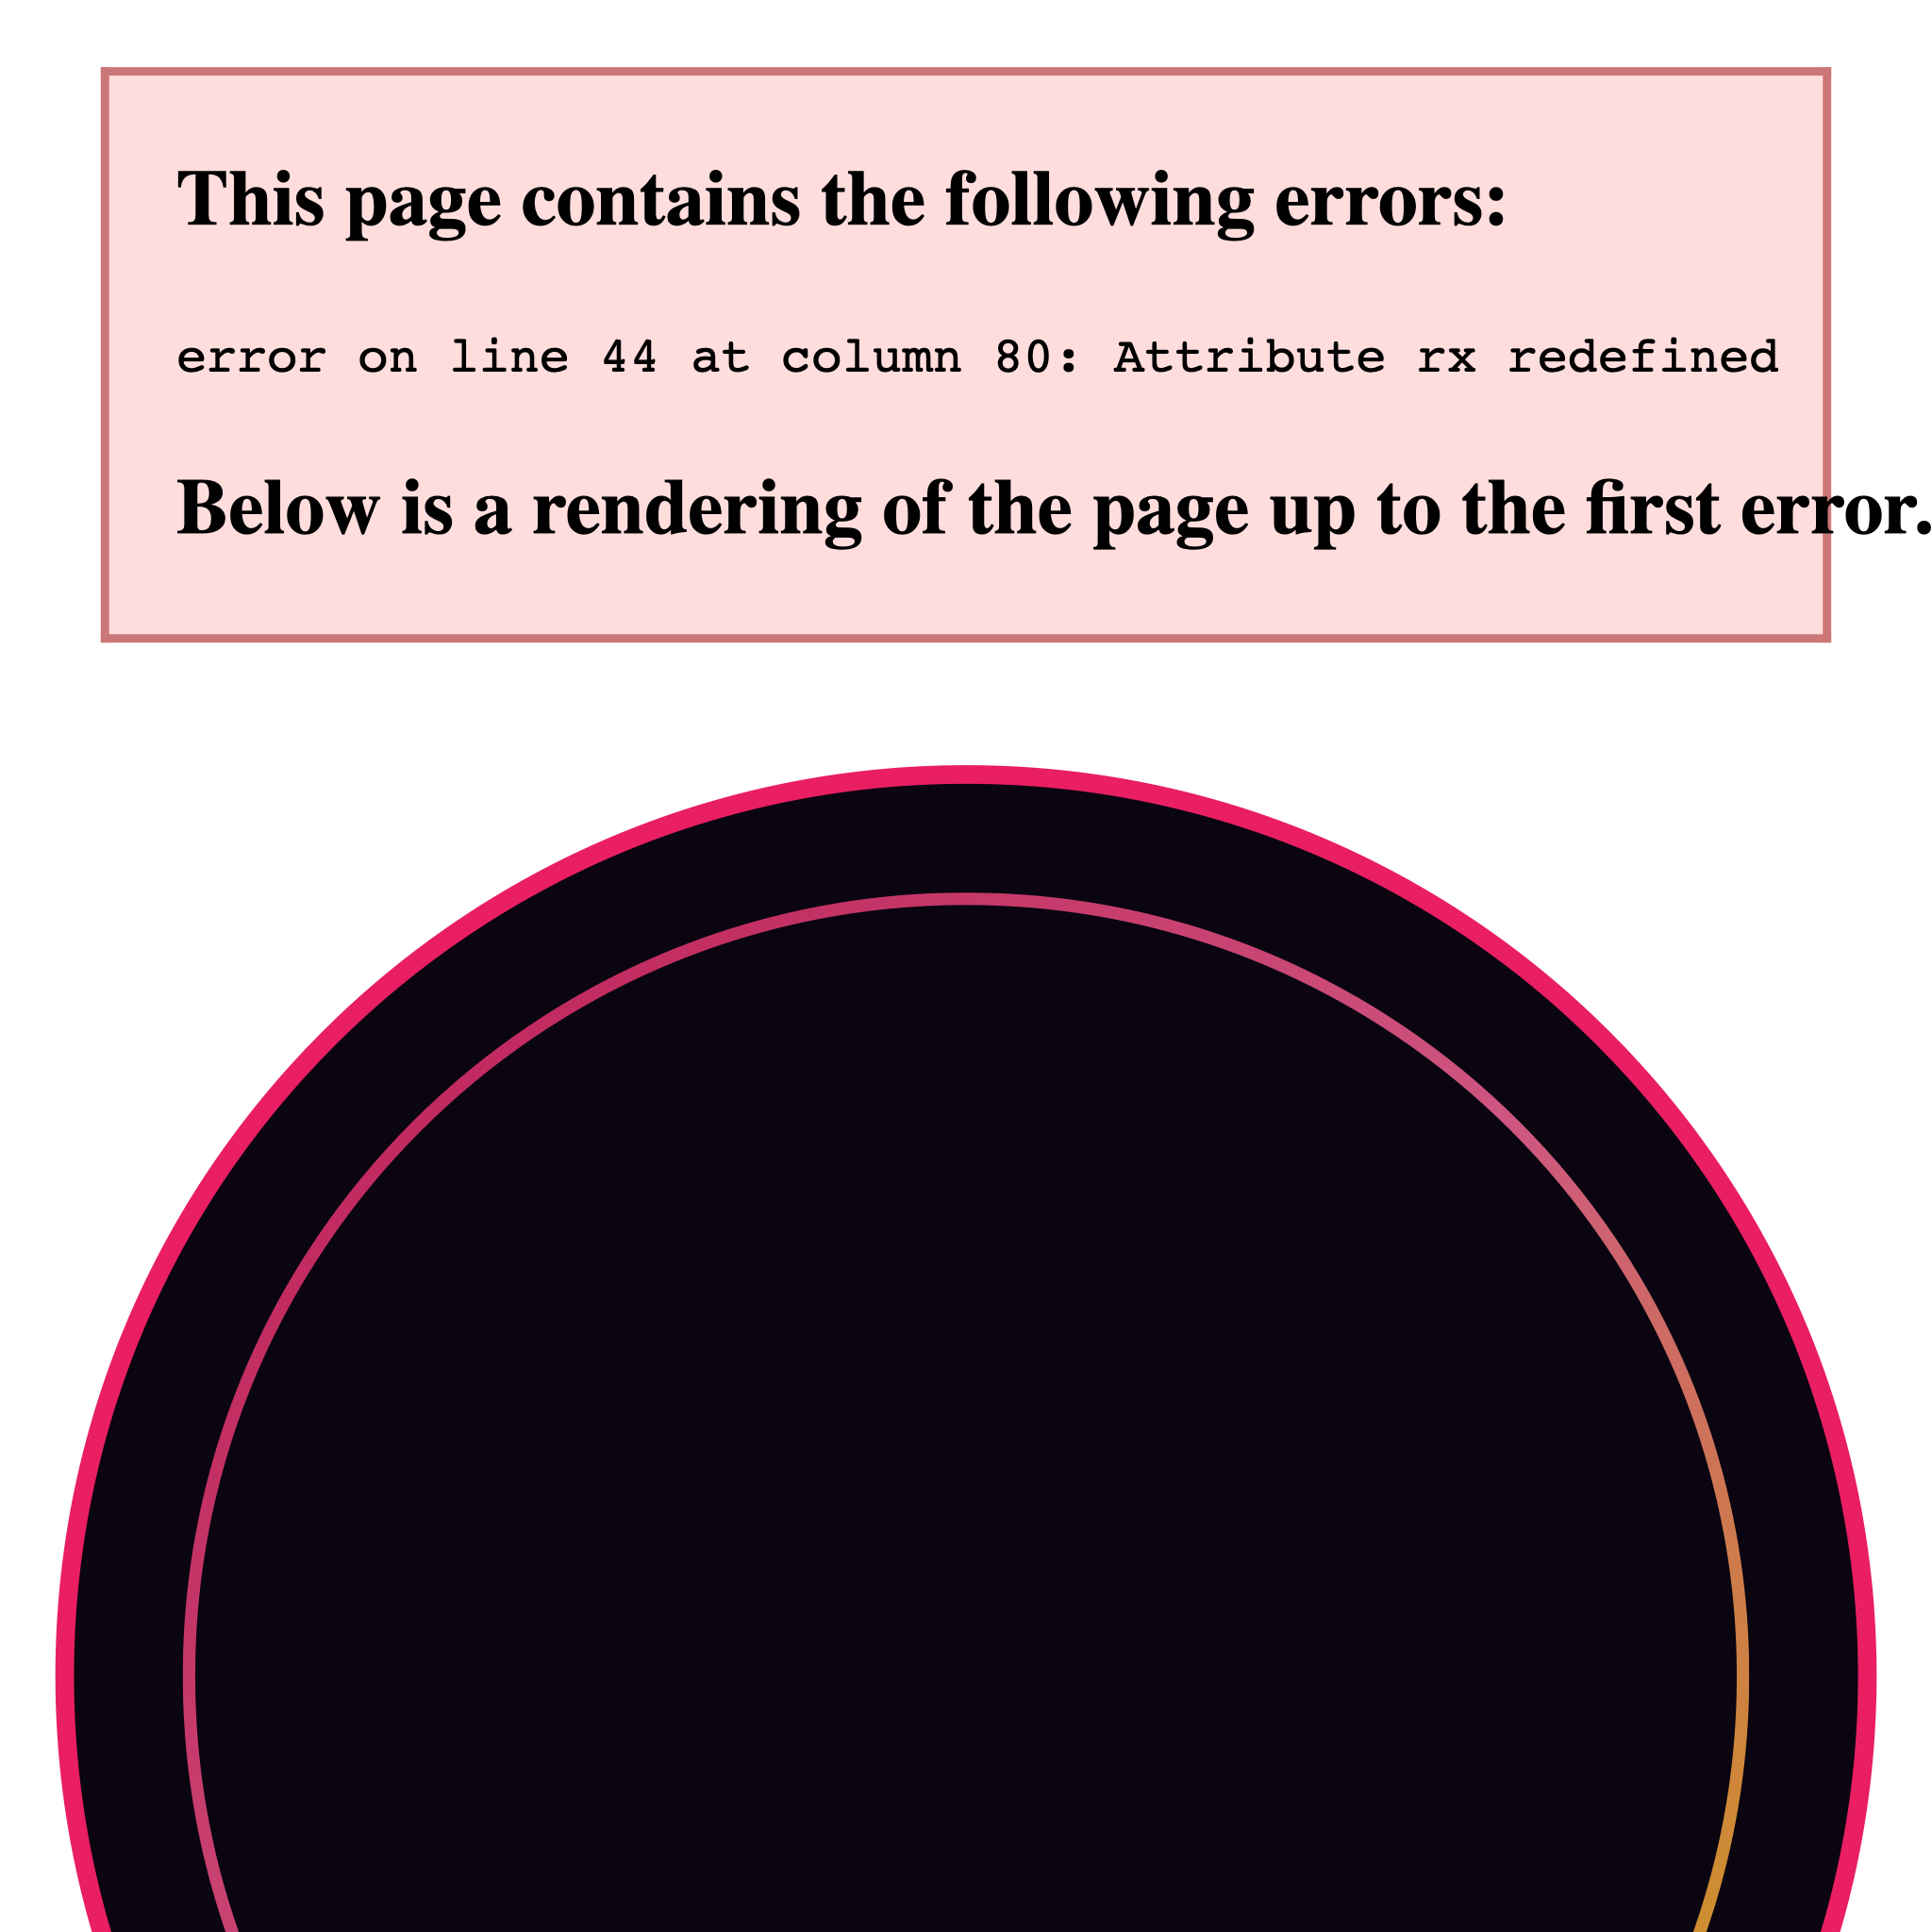 This page contains the following errors:
error on line 44 at column 80: Attribute rx redefined
Below is a rendering of the page up to the first error.